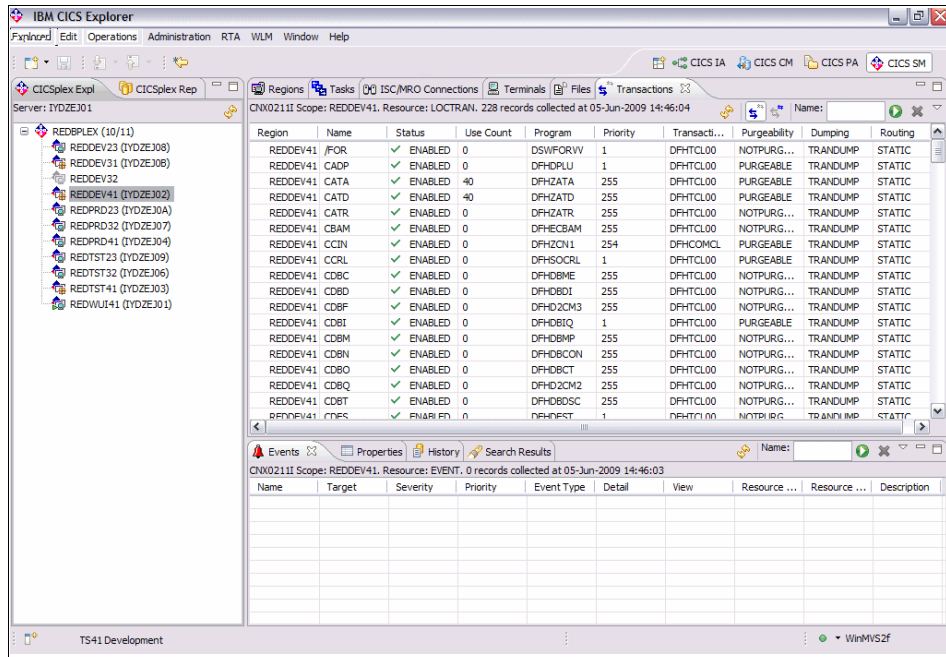 IBM CICS Explorer
Explorer Edit Operations Administration RTA WLM Window Help
CICS IA CICS CM CICS PA CICS SM
CICSplex Expl CICSplex Rep
Server: IYDZEJ01
REDBPLEX (10/11)
REDDEV23 (IYDZEJ08)
REDDEV31 (IYDZEJ0B)
REDDEV32
REDDEV41 (IYDZEJ02)
REDPRD23 (IYDZEJ0A)
REDPRD32 (IYDZEJ07)
REDPRD41 (IYDZEJ04)
REDTST23 (IYDZEJ09)
REDTST32 (IYDZEJ06)
REDTST41 (IYDZEJ03)
REDWUI41 (IYDZEJ01)
Regions Tasks ISC/MRO Connections Terminals Files Transactions
CNX0211I Scope: REDDEV41. Resource: LOCTRAN. 228 records collected at 05-Jun-2009 14:46:04 Name:
Region Name Status Use Count Program Priority Transacti... Purgeability Dumping Routing
REDDEV41 /FOR ENABLED 0 DSWFORVV 1 DFHTCL00 NOTPURG... TRANDUMP STATIC
REDDEV41 CADP ENABLED 0 DFHDPLU 1 DFHTCL00 PURGEABLE TRANDUMP STATIC
REDDEV41 CATA ENABLED 40 DFHZATA 255 DFHTCL00 PURGEABLE TRANDUMP STATIC
REDDEV41 CATD ENABLED 40 DFHZATD 255 DFHTCL00 PURGEABLE TRANDUMP STATIC
REDDEV41 CATR ENABLED 0 DFHZATR 255 DFHTCL00 NOTPURG... TRANDUMP STATIC
REDDEV41 CBAM ENABLED 0 DFHECBAM 255 DFHTCL00 NOTPURG... TRANDUMP STATIC
REDDEV41 CCIN ENABLED 0 DFHZCN1 254 DFHCOMCL PURGEABLE TRANDUMP STATIC
REDDEV41 CCRL ENABLED 0 DFHSOCRL 1 DFHTCL00 PURGEABLE TRANDUMP STATIC
REDDEV41 CDBC ENABLED 0 DFHDBME 255 DFHTCL00 NOTPURG... TRANDUMP STATIC
REDDEV41 CDBD ENABLED 0 DFHDBDI 255 DFHTCL00 NOTPURG... TRANDUMP STATIC
REDDEV41 CDBF ENABLED 0 DFHD2CM3 255 DFHTCL00 NOTPURG... TRANDUMP STATIC
REDDEV41 CDBI ENABLED 0 DFHDBIQ 1 DFHTCL00 PURGEABLE TRANDUMP STATIC
REDDEV41 CDBM ENABLED 0 DFHDBMP 255 DFHTCL00 NOTPURG... TRANDUMP STATIC
REDDEV41 CDBN ENABLED 0 DFHDBCON 255 DFHTCL00 NOTPURG... TRANDUMP STATIC
REDDEV41 CDBO ENABLED 0 DFHDBCT 255 DFHTCL00 NOTPURG... TRANDUMP STATIC
REDDEV41 CDBQ ENABLED 0 DFHD2CM2 255 DFHTCL00 NOTPURG... TRANDUMP STATIC
REDDEV41 CDBT ENABLED 0 DFHDBDSC 255 DFHTCL00 NOTPURG... TRANDUMP STATIC
REDDEV41 CDFS ENABLED 0 DFHDFST 1 DFHTCL00 NOTPURG TRANDUMP STATIC
Events Properties History Search Results Name:
CNX0211I Scope: REDDEV41. Resource: EVENT. 0 records collected at 05-Jun-2009 14:46:03
Name Target Severity Priority Event Type Detail View Resource ... Resource ... Description
TS41 Development WinMVS2f